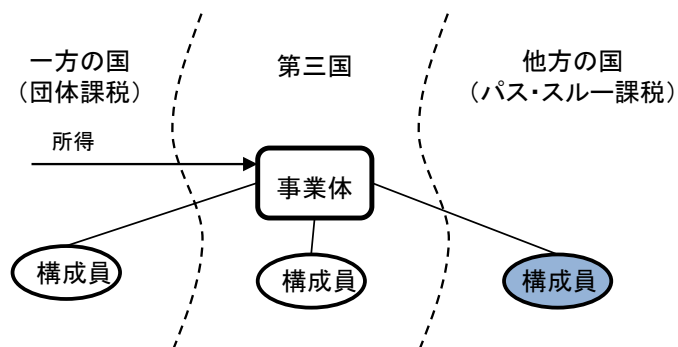 一方の国
（団体課税）
第三国
他方の国
（パス・スルー課税）
所得
事業体
構成員
構成員
構成員